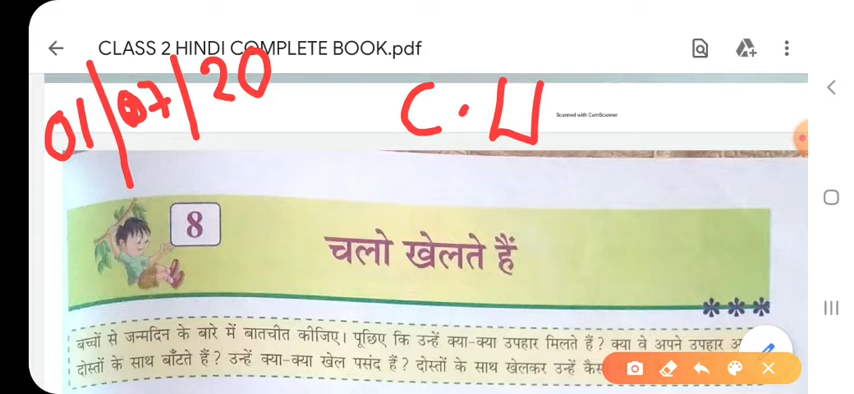 CLASS 2 HINDI COMPLETE BOOK.pdf
01/07/20
C.W
Scanned with CamScanner
8
चलो खेलते हैं
***
बच्चों से जन्मदिन के बारे में बातचीत कीजिए। पूछिए कि उन्हें क्या-क्या उपहार मिलते हैं? क्या वे अपने उपहार
दोस्तों के साथ बाँटते हैं? उन्हें क्या-क्या खेल पसंद हैं? दोस्तों के साथ खेलकर उन्हें